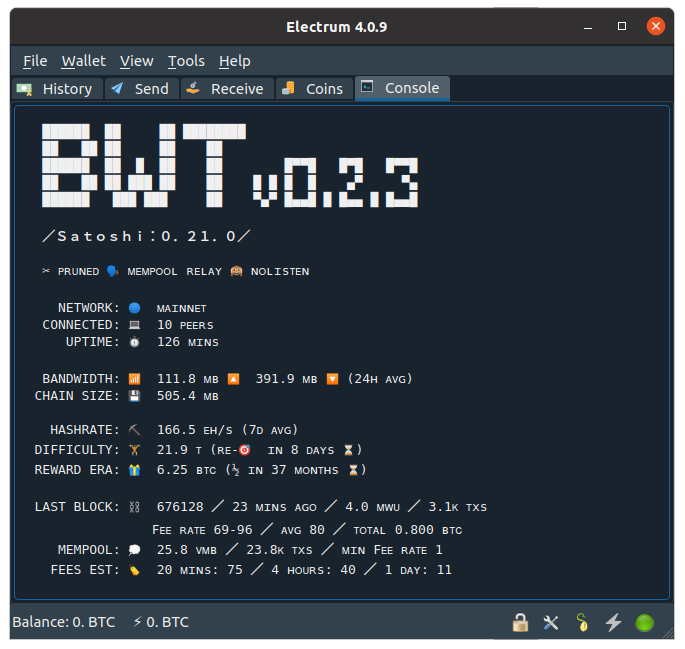 Electrum 4.0.9
File Wallet View Tools Help
History Send Receive Coins Console
BWT v0.2.3
/Satoshi:0.21.0/
✂ PRUNED 🗣 MEMPOOL RELAY 🙉 NOLISTEN
NETWORK: 🌐 MAINNET
CONNECTED: 💻 10 PEERS
UPTIME: ⏱ 126 MINS
BANDWIDTH: 📶 111.8 MB 🔼 391.9 MB 🔽 (24H AVG)
CHAIN SIZE: 💾 505.4 MB
HASHRATE: ⛏ 166.5 EH/S (7D AVG)
DIFFICULTY: 🏋 21.9 T (RE-🎯 IN 8 DAYS ⏳)
REWARD ERA: 🎁 6.25 BTC (½ IN 37 MONTHS ⏳)
LAST BLOCK: ⛓ 676128 / 23 MINS AGO / 4.0 MWU / 3.1K TXS
FEE RATE 69-96 / AVG 80 / TOTAL 0.800 BTC
MEMPOOL: 💭 25.8 VMB / 23.8K TXS / MIN FEE RATE 1
FEES EST: 🏷 20 MINS: 75 / 4 HOURS: 40 / 1 DAY: 11
Balance: 0. BTC ⚡ 0. BTC